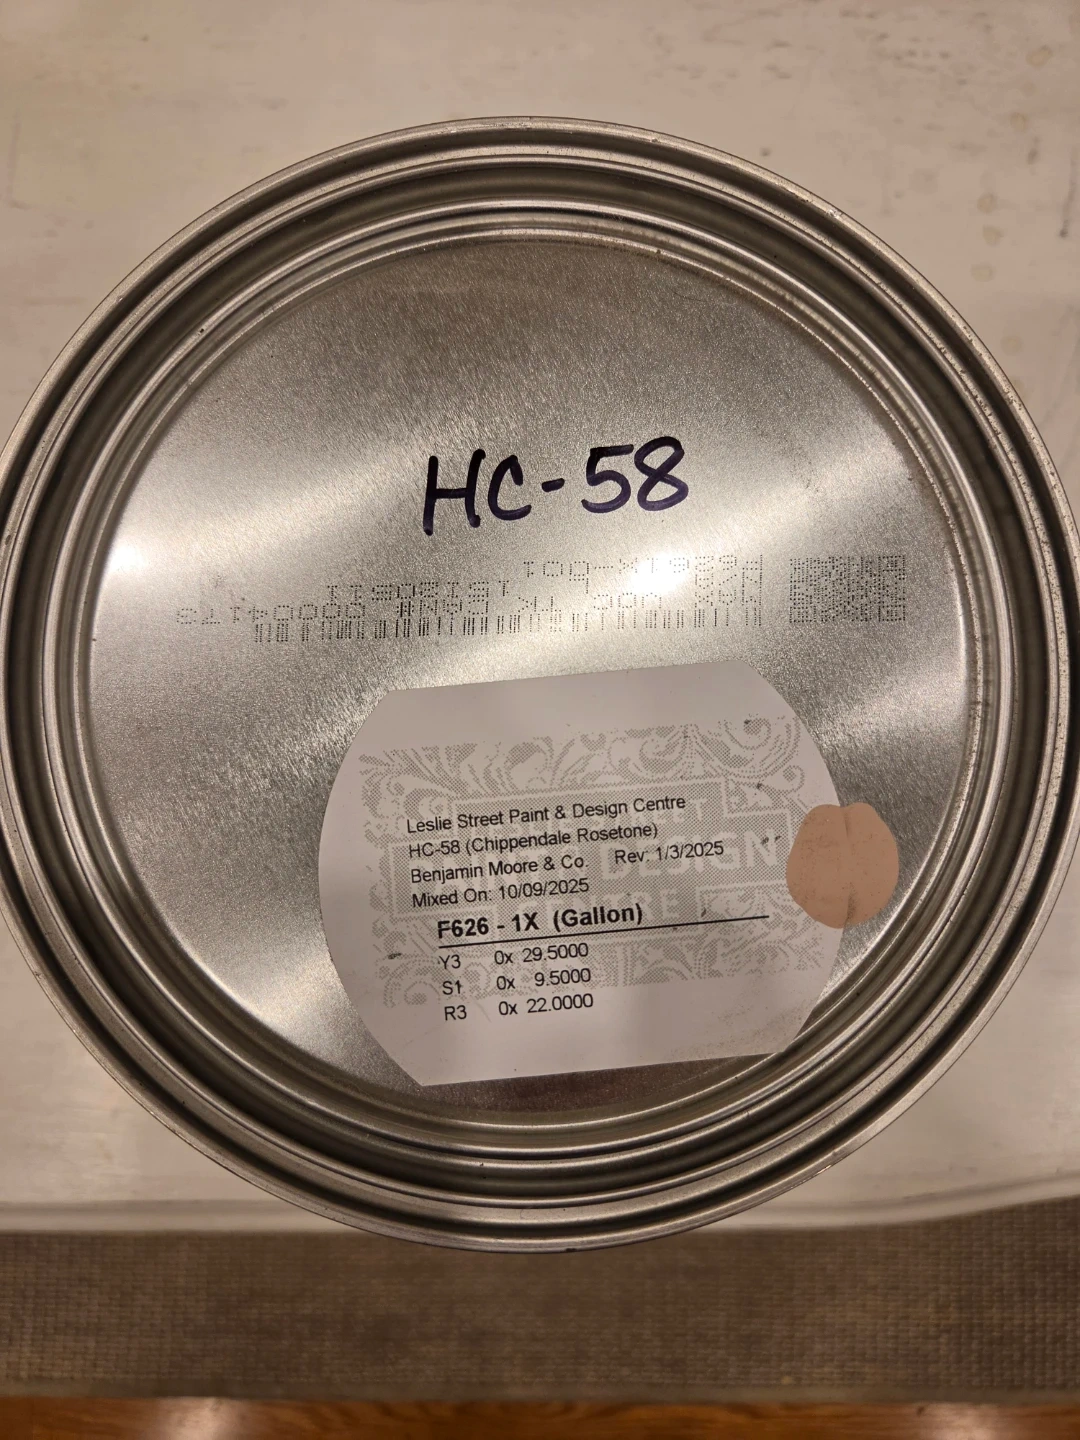 HC-58
Leslie Street Paint & Design Centre
HC-58 (Chippendale Rosetone)
Benjamin Moore & Co. Rev: 1/3/2025
Mixed On: 10/09/2025
F626 - 1X (Gallon)
Y3 0x 29.5000
S1 0x 9.5000
R3 0x 22.0000
DESIGN